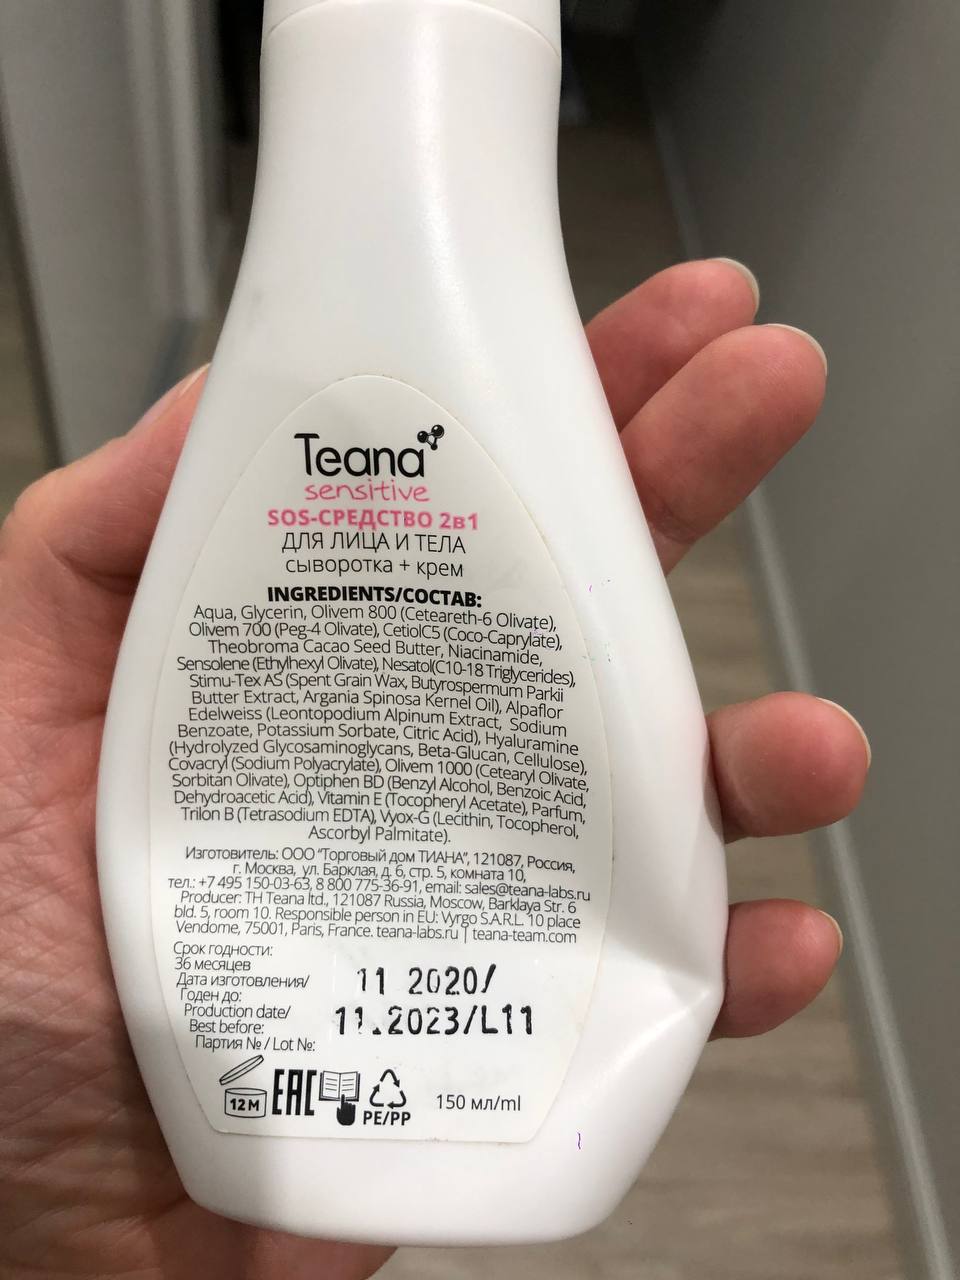 Teana
sensitive
SOS-СРЕДСТВО 2в1
ДЛЯ ЛИЦА И ТЕЛА
сыворотка + крем
INGREDIENTS/СОСТАВ:
Aqua, Glycerin, Olivem 800 (Ceteareth-6 Olivate),
Olivem 700 (Peg-4 Olivate), CetiolC5 (Coco-Caprylate),
Theobroma Cacao Seed Butter, Niacinamide,
Sensolene (Ethylhexyl Olivate), Nesatol(C10-18 Triglycerides),
Stimu-Tex AS (Spent Grain Wax, Butyrospermum Parkii
Butter Extract, Argania Spinosa Kernel Oil), Alpaflor
Edelweiss (Leontopodium Alpinum Extract, Sodium
Benzoate, Potassium Sorbate, Citric Acid), Hyaluramine
(Hydrolyzed Glycosaminoglycans, Beta-Glucan, Cellulose),
Covacryl (Sodium Polyacrylate), Olivem 1000 (Cetearyl Olivate,
Sorbitan Olivate), Optiphen BD (Benzyl Alcohol, Benzoic Acid,
Dehydroacetic Acid), Vitamin E (Tocopheryl Acetate), Parfum,
Trilon B (Tetrasodium EDTA), Vyox-G (Lecithin, Tocopherol,
Ascorbyl Palmitate).
Изготовитель: ООО "Торговый дом ТИАНА", 121087, Россия,
г. Москва, ул. Барклая, д. 6, стр. 5, комната 10,
тел.: +7 495 150-03-63, 8 800 775-36-91, email: sales@teana-labs.ru
Producer: TH Teana ltd., 121087 Russia, Moscow, Barklaya Str. 6
bld. 5, room 10. Responsible person in EU: Vyrgo S.A.R.L. 10 place
Vendome, 75001, Paris, France. teana-labs.ru | teana-team.com
Срок годности:
36 месяцев
Дата изготовления/
Годен до:
Production date/
Best before:
Партия № / Lot №:
11 2020/
11.2023/L11
12M
EAC
PE/PP
150 мл/ml